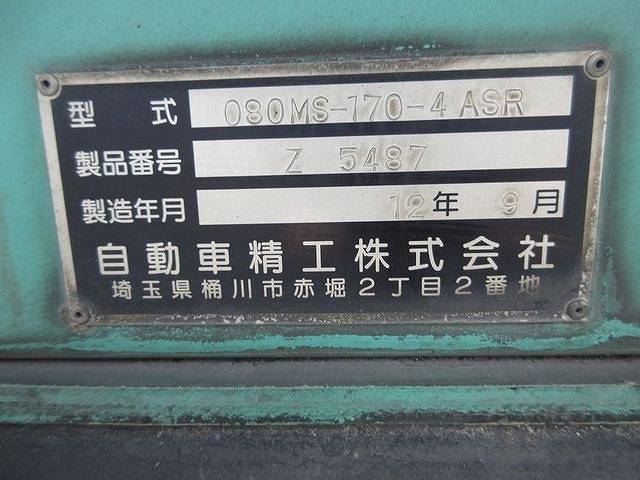 型式 080MS-170-4 ASR
製品番号 Z 5487
製造年月 12年 9月
自動車精工株式会社
埼玉県桶川市赤堀2丁目2番地